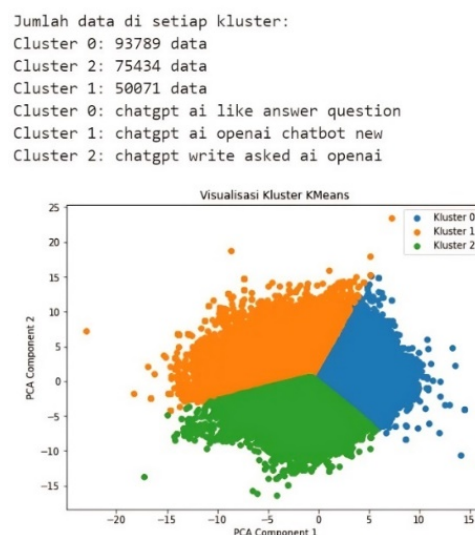 Jumlah data di setiap kluster:
Cluster 0: 93789 data
Cluster 2: 75434 data
Cluster 1: 50071 data
Cluster 0: chatgpt ai like answer question
Cluster 1: chatgpt ai openai chatbot new
Cluster 2: chatgpt write asked ai openai
Visualisasi Kluster KMeans
Kluster 0
Kluster 1
Kluster 2
PCA Component 2
25
20
15
10
5
0
−5
−10
−15
−20
−15
−10
−5
0
5
10
15
PCA Component 1